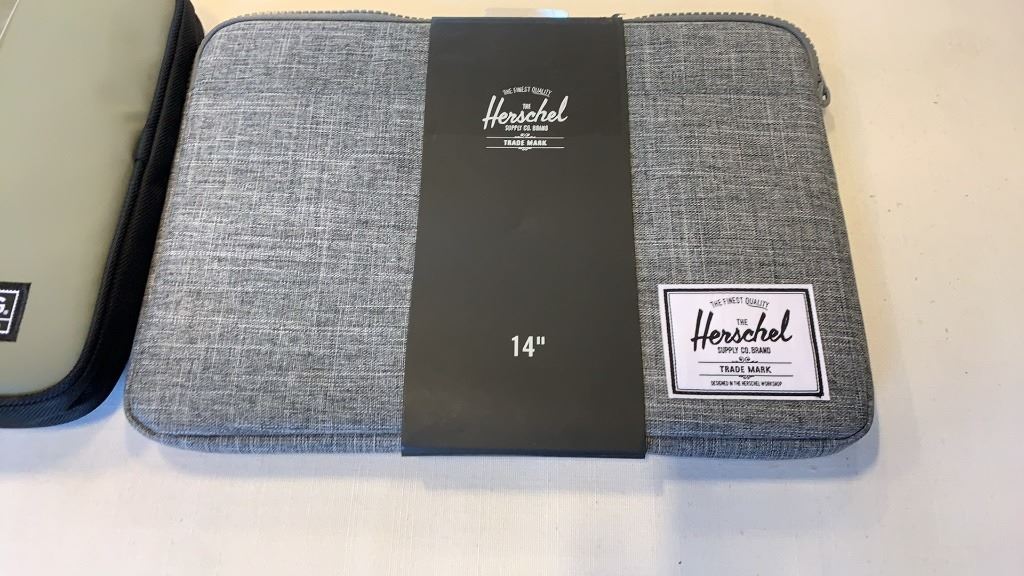 THE FINEST QUALITY
THE
Herschel
SUPPLY CO. BRAND
TRADE MARK
14"
THE FINEST QUALITY
THE
Herschel
SUPPLY CO. BRAND
TRADE MARK
DESIGNED IN THE HERSCHEL WORKSHOP